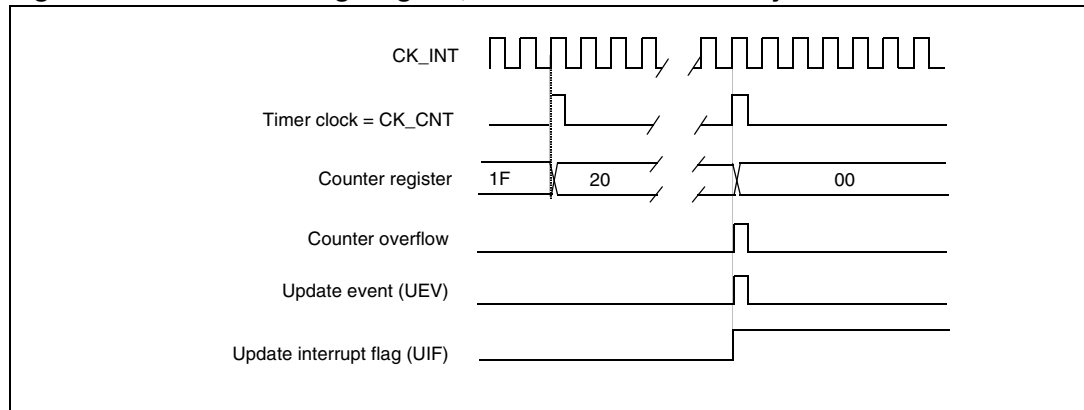 CK_INT
Timer clock = CK_CNT
Counter register 1F 20 00
Counter overflow
Update event (UEV)
Update interrupt flag (UIF)